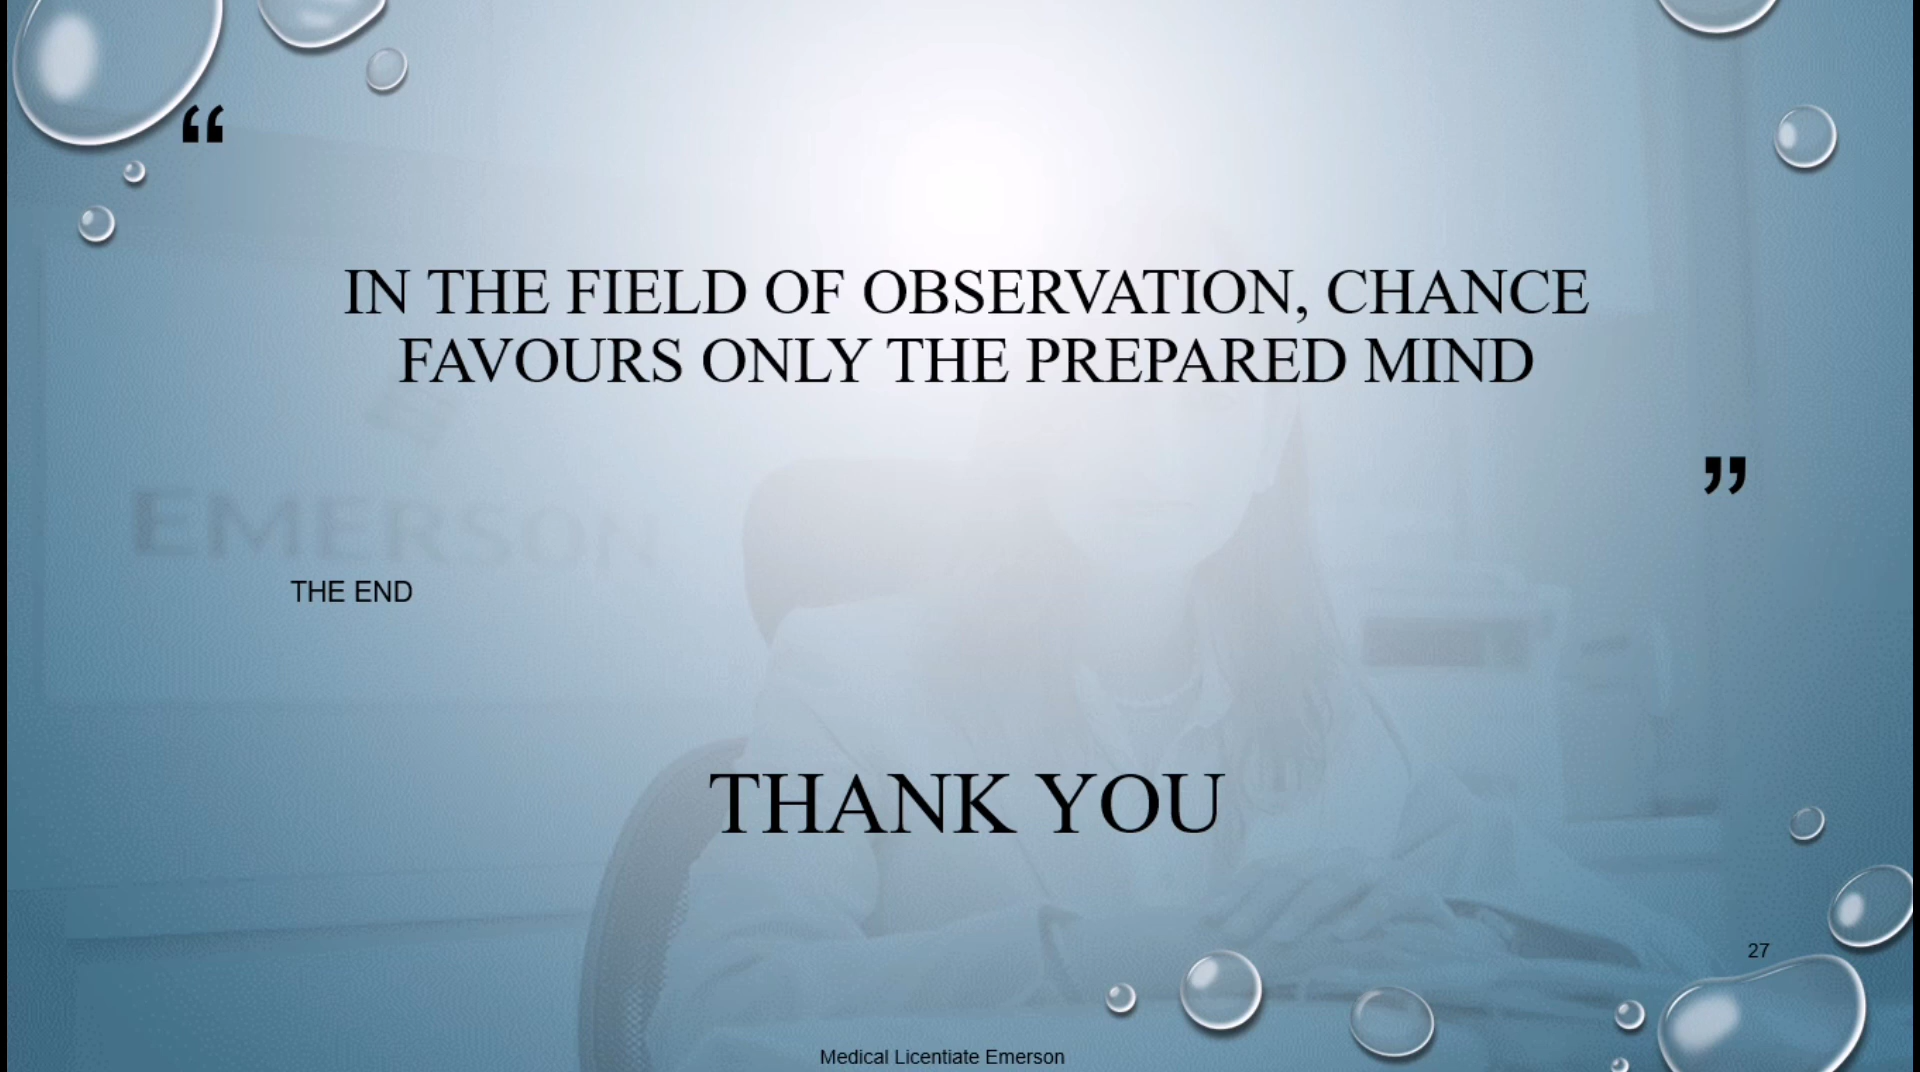 “
IN THE FIELD OF OBSERVATION, CHANCE
FAVOURS ONLY THE PREPARED MIND
”
EMERSON
THE END
THANK YOU
27
Medical Licentiate Emerson